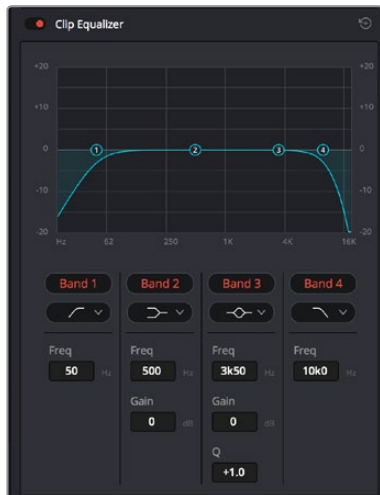 Clip Equalizer
+20 +20
+10 +10
0 0
-10 -10
-20 -20
Hz 62 250 1K 4K 16K
1 2 3 4
Band 1 Band 2 Band 3 Band 4
Freq Freq Freq Freq
50 Hz 500 Hz 3k50 Hz 10k0 Hz
Gain Gain
0 dB 0 dB
Q
+1.0